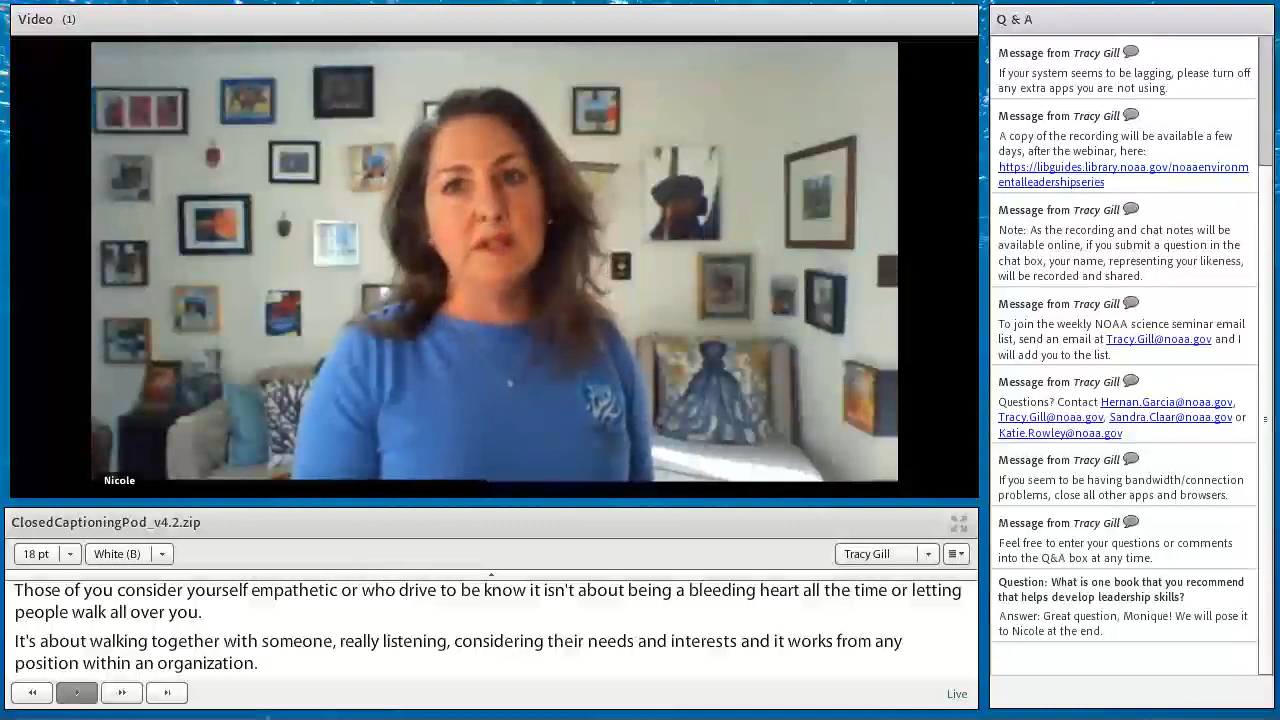 Video (1)
Nicole
ClosedCaptioningPod_v4.2.zip
18 pt
White (B)
Tracy Gill
Those of you consider yourself empathetic or who drive to be know it isn't about being a bleeding heart all the time or letting
people walk all over you.
It's about walking together with someone, really listening, considering their needs and interests and it works from any
position within an organization.
Live
Q & A
Message from Tracy Gill
If your system seems to be lagging, please turn off
any extra apps you are not using.
Message from Tracy Gill
A copy of the recording will be available a few
days, after the webinar, here:
https://libguides.library.noaa.gov/noaaenvironm
entalleadershipseries
Message from Tracy Gill
Note: As the recording and chat notes will be
available online, if you submit a question in the
chat box, your name, representing your likeness,
will be recorded and shared.
Message from Tracy Gill
To join the weekly NOAA science seminar email
list, send an email at Tracy.Gill@noaa.gov and I
will add you to the list.
Message from Tracy Gill
Questions? Contact Hernan.Garcia@noaa.gov,
Tracy.Gill@noaa.gov, Sandra.Claar@noaa.gov or
Katie.Rowley@noaa.gov
Message from Tracy Gill
If you seem to be having bandwidth/connection
problems, close all other apps and browsers.
Message from Tracy Gill
Feel free to enter your questions or comments
into the Q&A box at any time.
Question: What is one book that you recommend
that helps develop leadership skills?
Answer: Great question, Monique! We will pose it
to Nicole at the end.